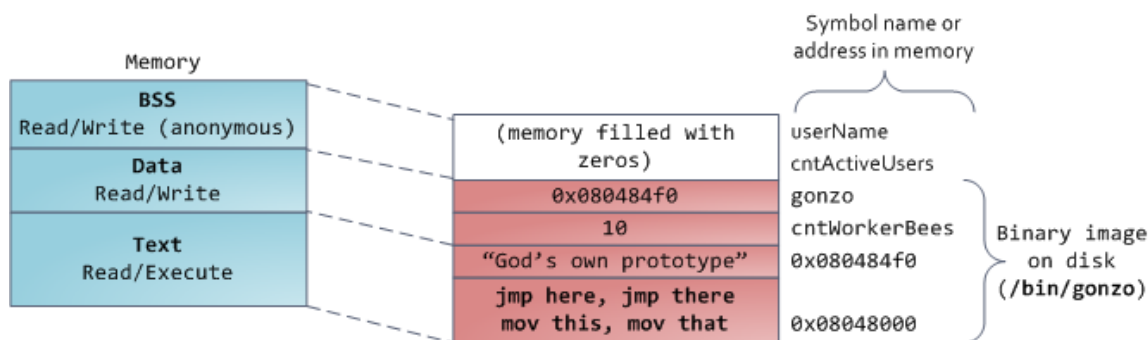 Symbol name or
address in memory
Memory
BSS
Read/Write (anonymous)
Data
Read/Write
Text
Read/Execute
(memory filled with
zeros)
0x080484f0
10
“God’s own prototype”
jmp here, jmp there
mov this, mov that
userName
cntActiveUsers
gonzo
cntWorkerBees
0x080484f0
0x08048000
Binary image
on disk
(/bin/gonzo)